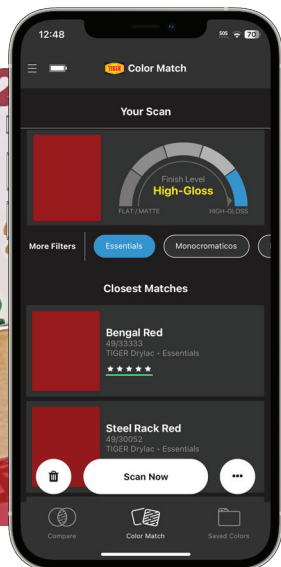 12:48
SOS 70
TIGER Color Match
Your Scan
Finish Level
High-Gloss
FLAT/MATTE HIGH-GLOSS
More Filters Essentials Monocromaticos
Closest Matches
Bengal Red
49/33333
TIGER Drylac • Essentials
★★★★★
Steel Rack Red
49/30052
TIGER Drylac • Essentials
Scan Now
Compare Color Match Saved Colors